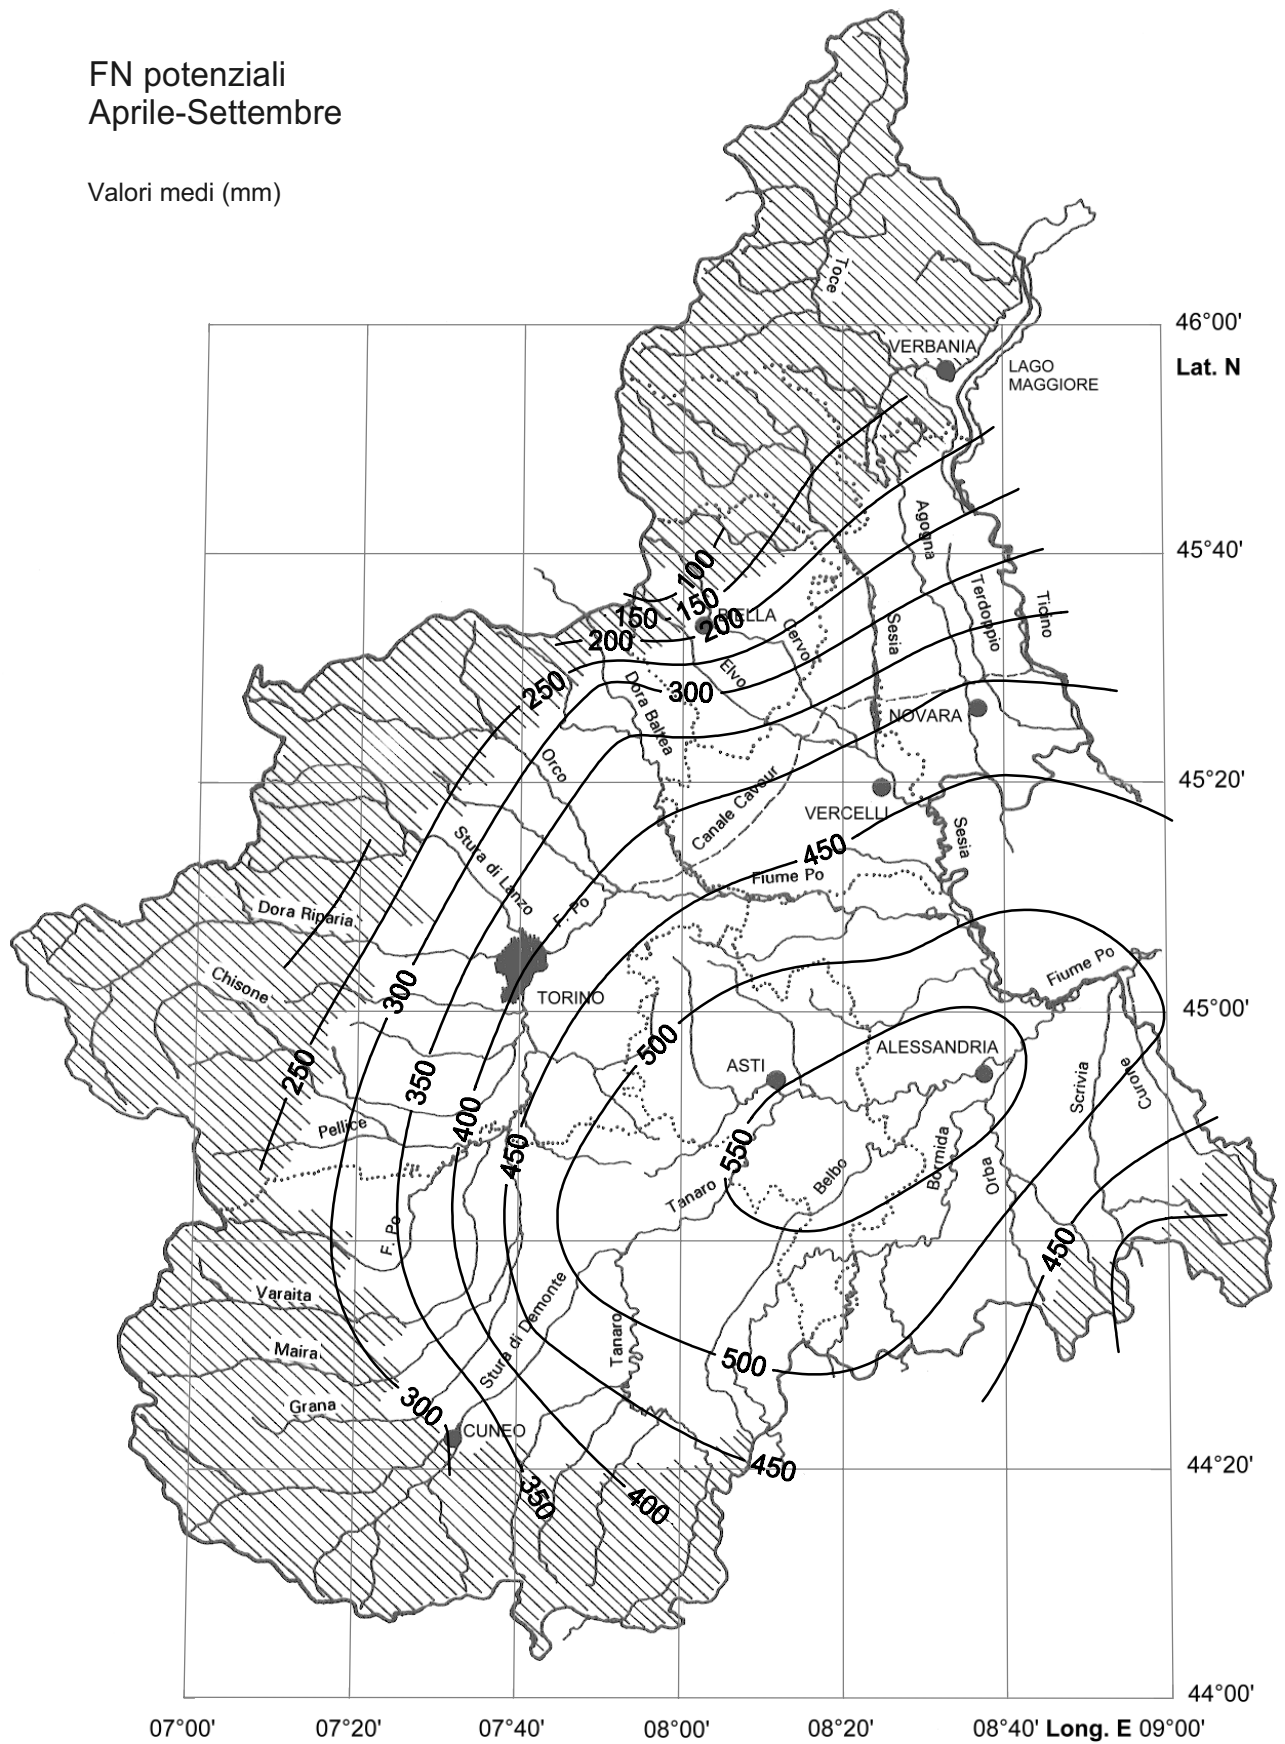 FN potenziali
Aprile-Settembre
Valori medi (mm)
Toce
46°00'
VERBANIA
Lat. N
LAGO
MAGGIORE
Agogna
45°40'
100
Terdoppio
Ticino
150
150
BIELLA
200
200
Cervo
Sesia
Elvo
250
300
Dora Baltea
NOVARA
Orco
45°20'
Canale Cavour
VERCELLI
Stura di Lanzo
Sesia
450
Fiume Po
Dora Riparia
F. Po
Fiume Po
Chisone
300
TORINO
45°00'
500
ALESSANDRIA
250
350
ASTI
Scrivia
Curone
400
Pellice
450
550
Belbo
Bormida
Orba
Tanaro
F. Po
450
Varaita
Stura di Demonte
Tanaro
Maira
500
Grana
300
CUNEO
450
44°20'
350
400
44°00'
07°00' 07°20' 07°40' 08°00' 08°20' 08°40' Long. E 09°00'